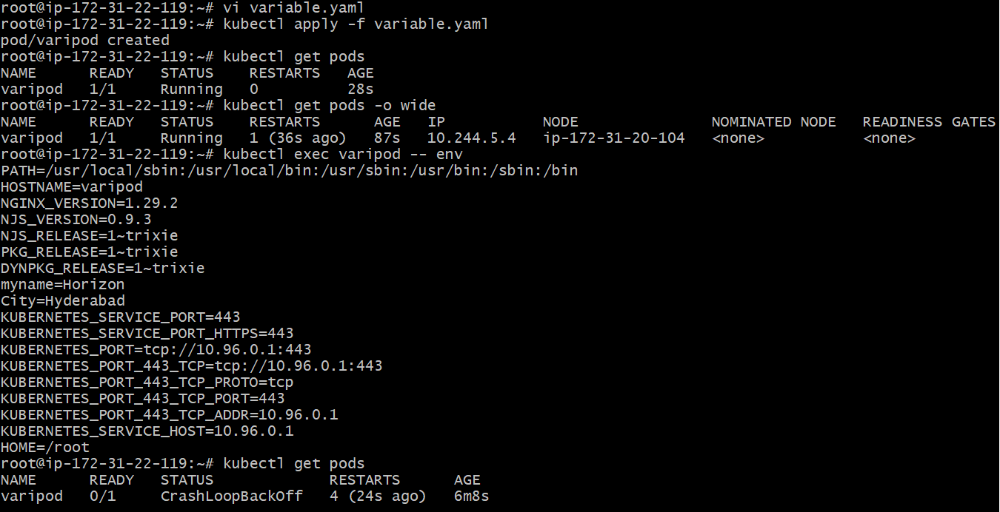 root@ip-172-31-22-119:~# vi variable.yaml
root@ip-172-31-22-119:~# kubectl apply -f variable.yaml
pod/varipod created
root@ip-172-31-22-119:~# kubectl get pods
NAME      READY   STATUS    RESTARTS   AGE
varipod   1/1     Running   0          28s
root@ip-172-31-22-119:~# kubectl get pods -o wide
NAME      READY   STATUS    RESTARTS      AGE   IP           NODE               NOMINATED NODE   READINESS GATES
varipod   1/1     Running   1 (36s ago)   87s   10.244.5.4   ip-172-31-20-104   <none>           <none>
root@ip-172-31-22-119:~# kubectl exec varipod -- env
PATH=/usr/local/sbin:/usr/local/bin:/usr/sbin:/usr/bin:/sbin:/bin
HOSTNAME=varipod
NGINX_VERSION=1.29.2
NJS_VERSION=0.9.3
NJS_RELEASE=1~trixie
PKG_RELEASE=1~trixie
DYNPKG_RELEASE=1~trixie
myname=Horizon
City=Hyderabad
KUBERNETES_SERVICE_PORT=443
KUBERNETES_SERVICE_PORT_HTTPS=443
KUBERNETES_PORT=tcp://10.96.0.1:443
KUBERNETES_PORT_443_TCP=tcp://10.96.0.1:443
KUBERNETES_PORT_443_TCP_PROTO=tcp
KUBERNETES_PORT_443_TCP_PORT=443
KUBERNETES_PORT_443_TCP_ADDR=10.96.0.1
KUBERNETES_SERVICE_HOST=10.96.0.1
HOME=/root
root@ip-172-31-22-119:~# kubectl get pods
NAME      READY   STATUS             RESTARTS      AGE
varipod   0/1     CrashLoopBackOff   4 (24s ago)   6m8s